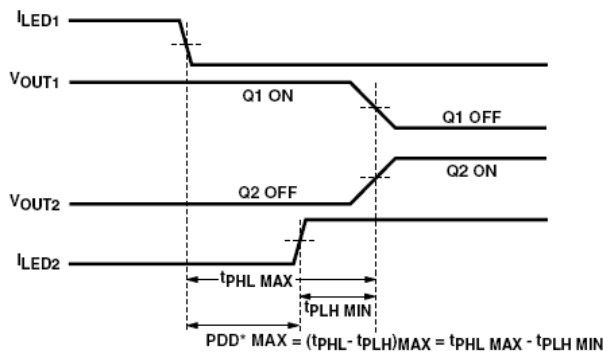 ILED1
VOUT1
Q1 ON
Q1 OFF
Q2 OFF
Q2 ON
VOUT2
ILED2
tPHL MAX
tPLH MIN
PDD* MAX = (tPHL- tPLH)MAX = tPHL MAX - tPLH MIN